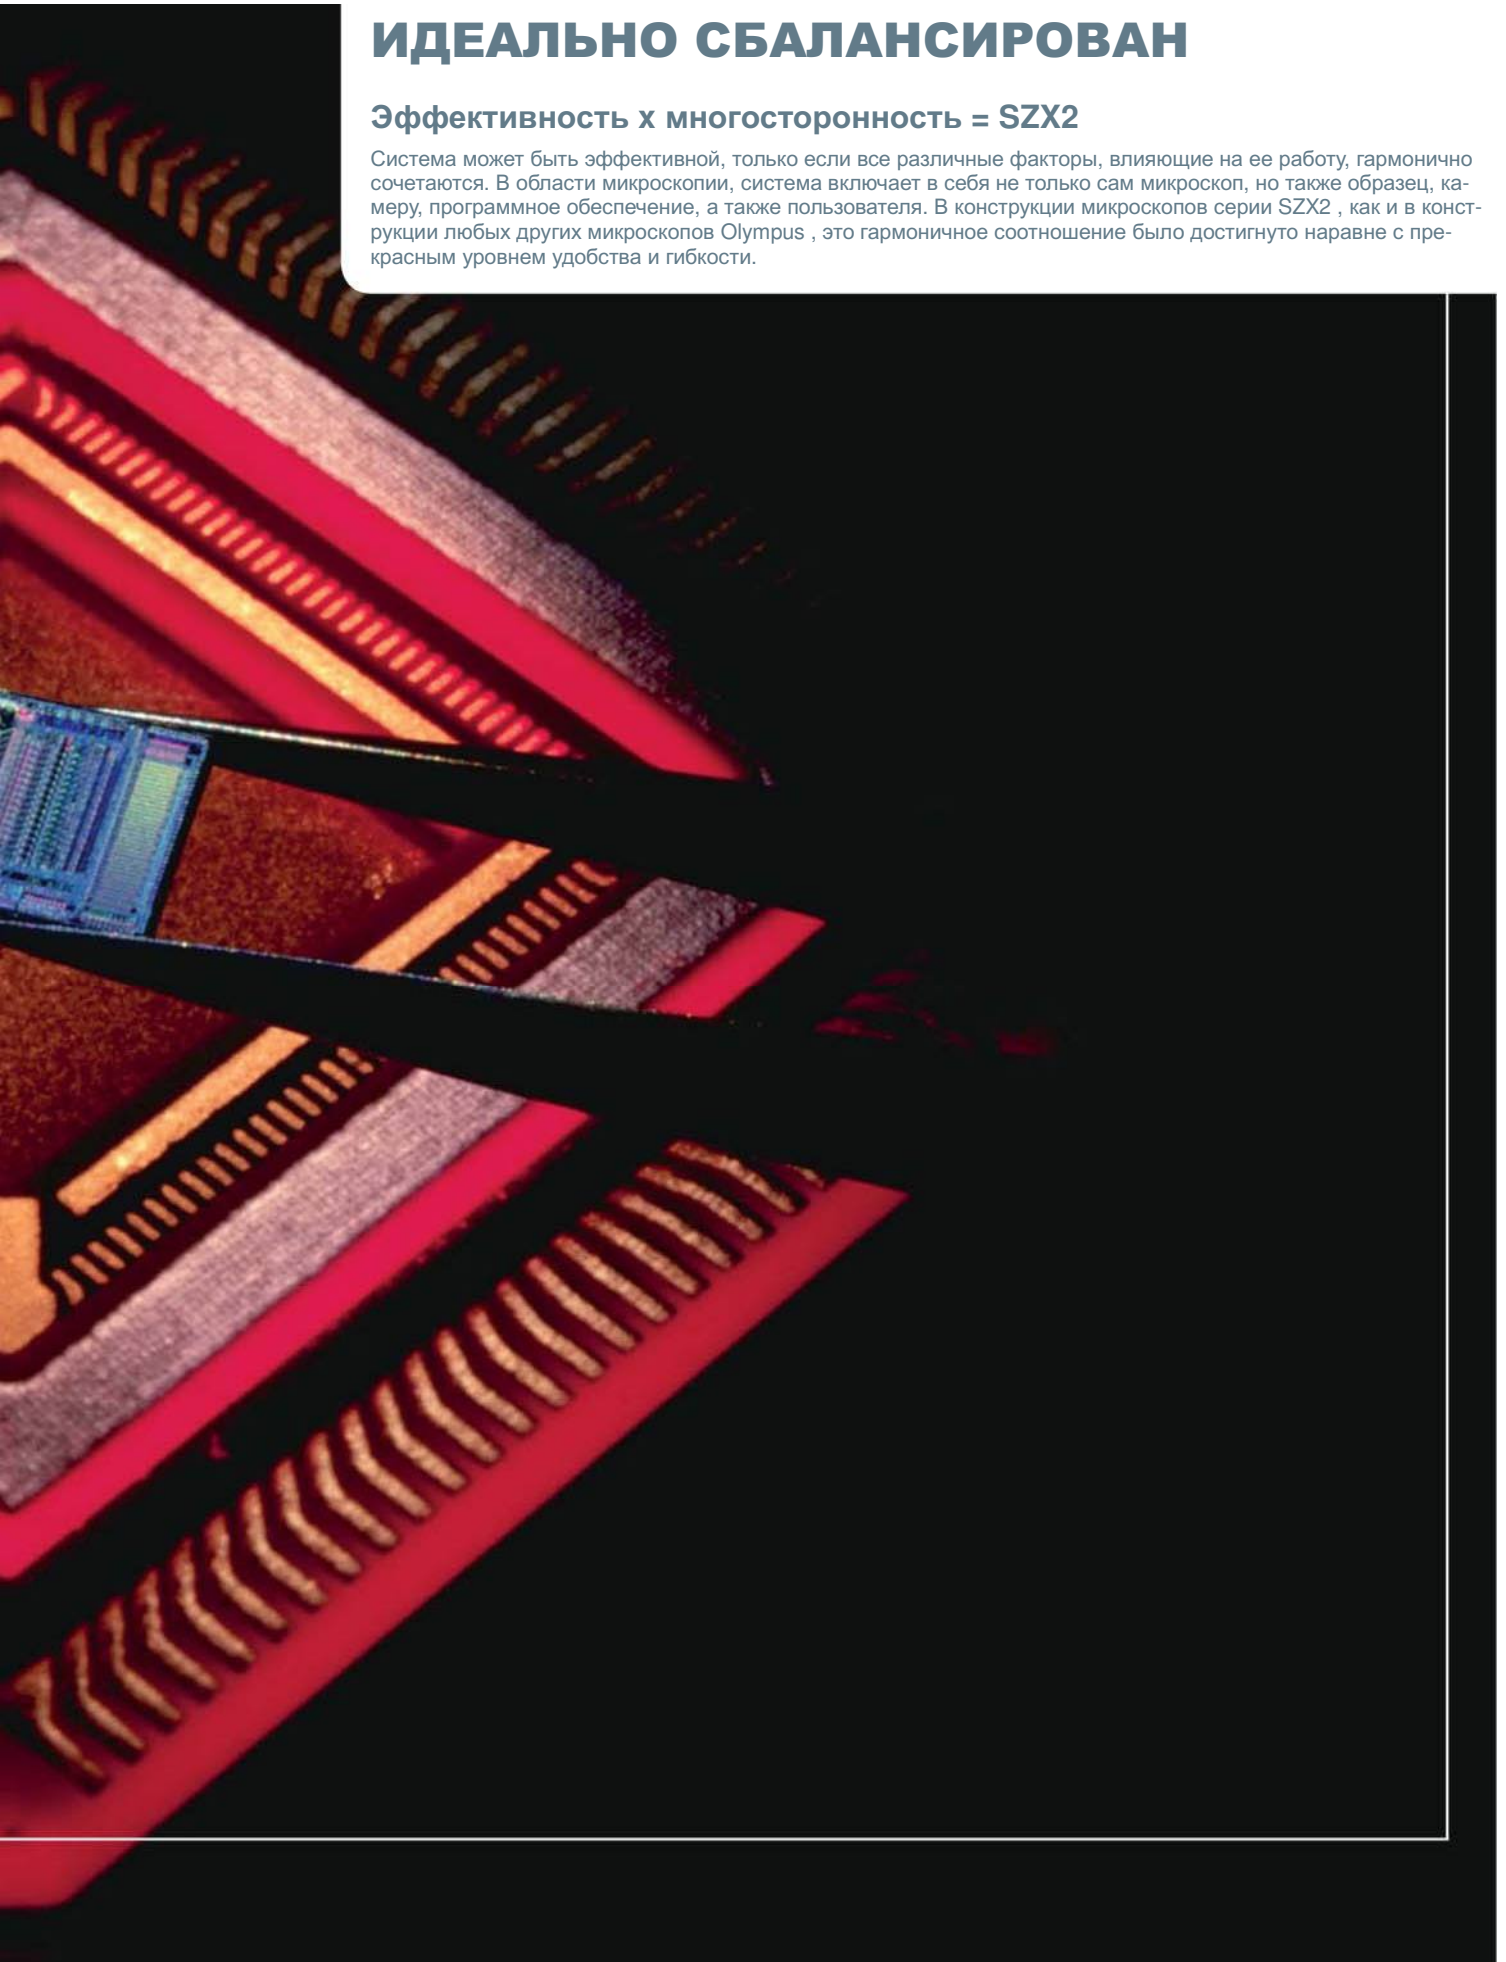 ИДЕАЛЬНО СБАЛАНСИРОВАН
Эффективность x многосторонность = SZX2
Система может быть эффективной, только если все различные факторы, влияющие на ее работу, гармонично
сочетаются. В области микроскопии, система включает в себя не только сам микроскоп, но также образец, ка-
меру, программное обеспечение, а также пользователя. В конструкции микроскопов серии SZX2 , как и в конст-
рукции любых других микроскопов Olympus , это гармоничное соотношение было достигнуто наравне с пре-
красным уровнем удобства и гибкости.